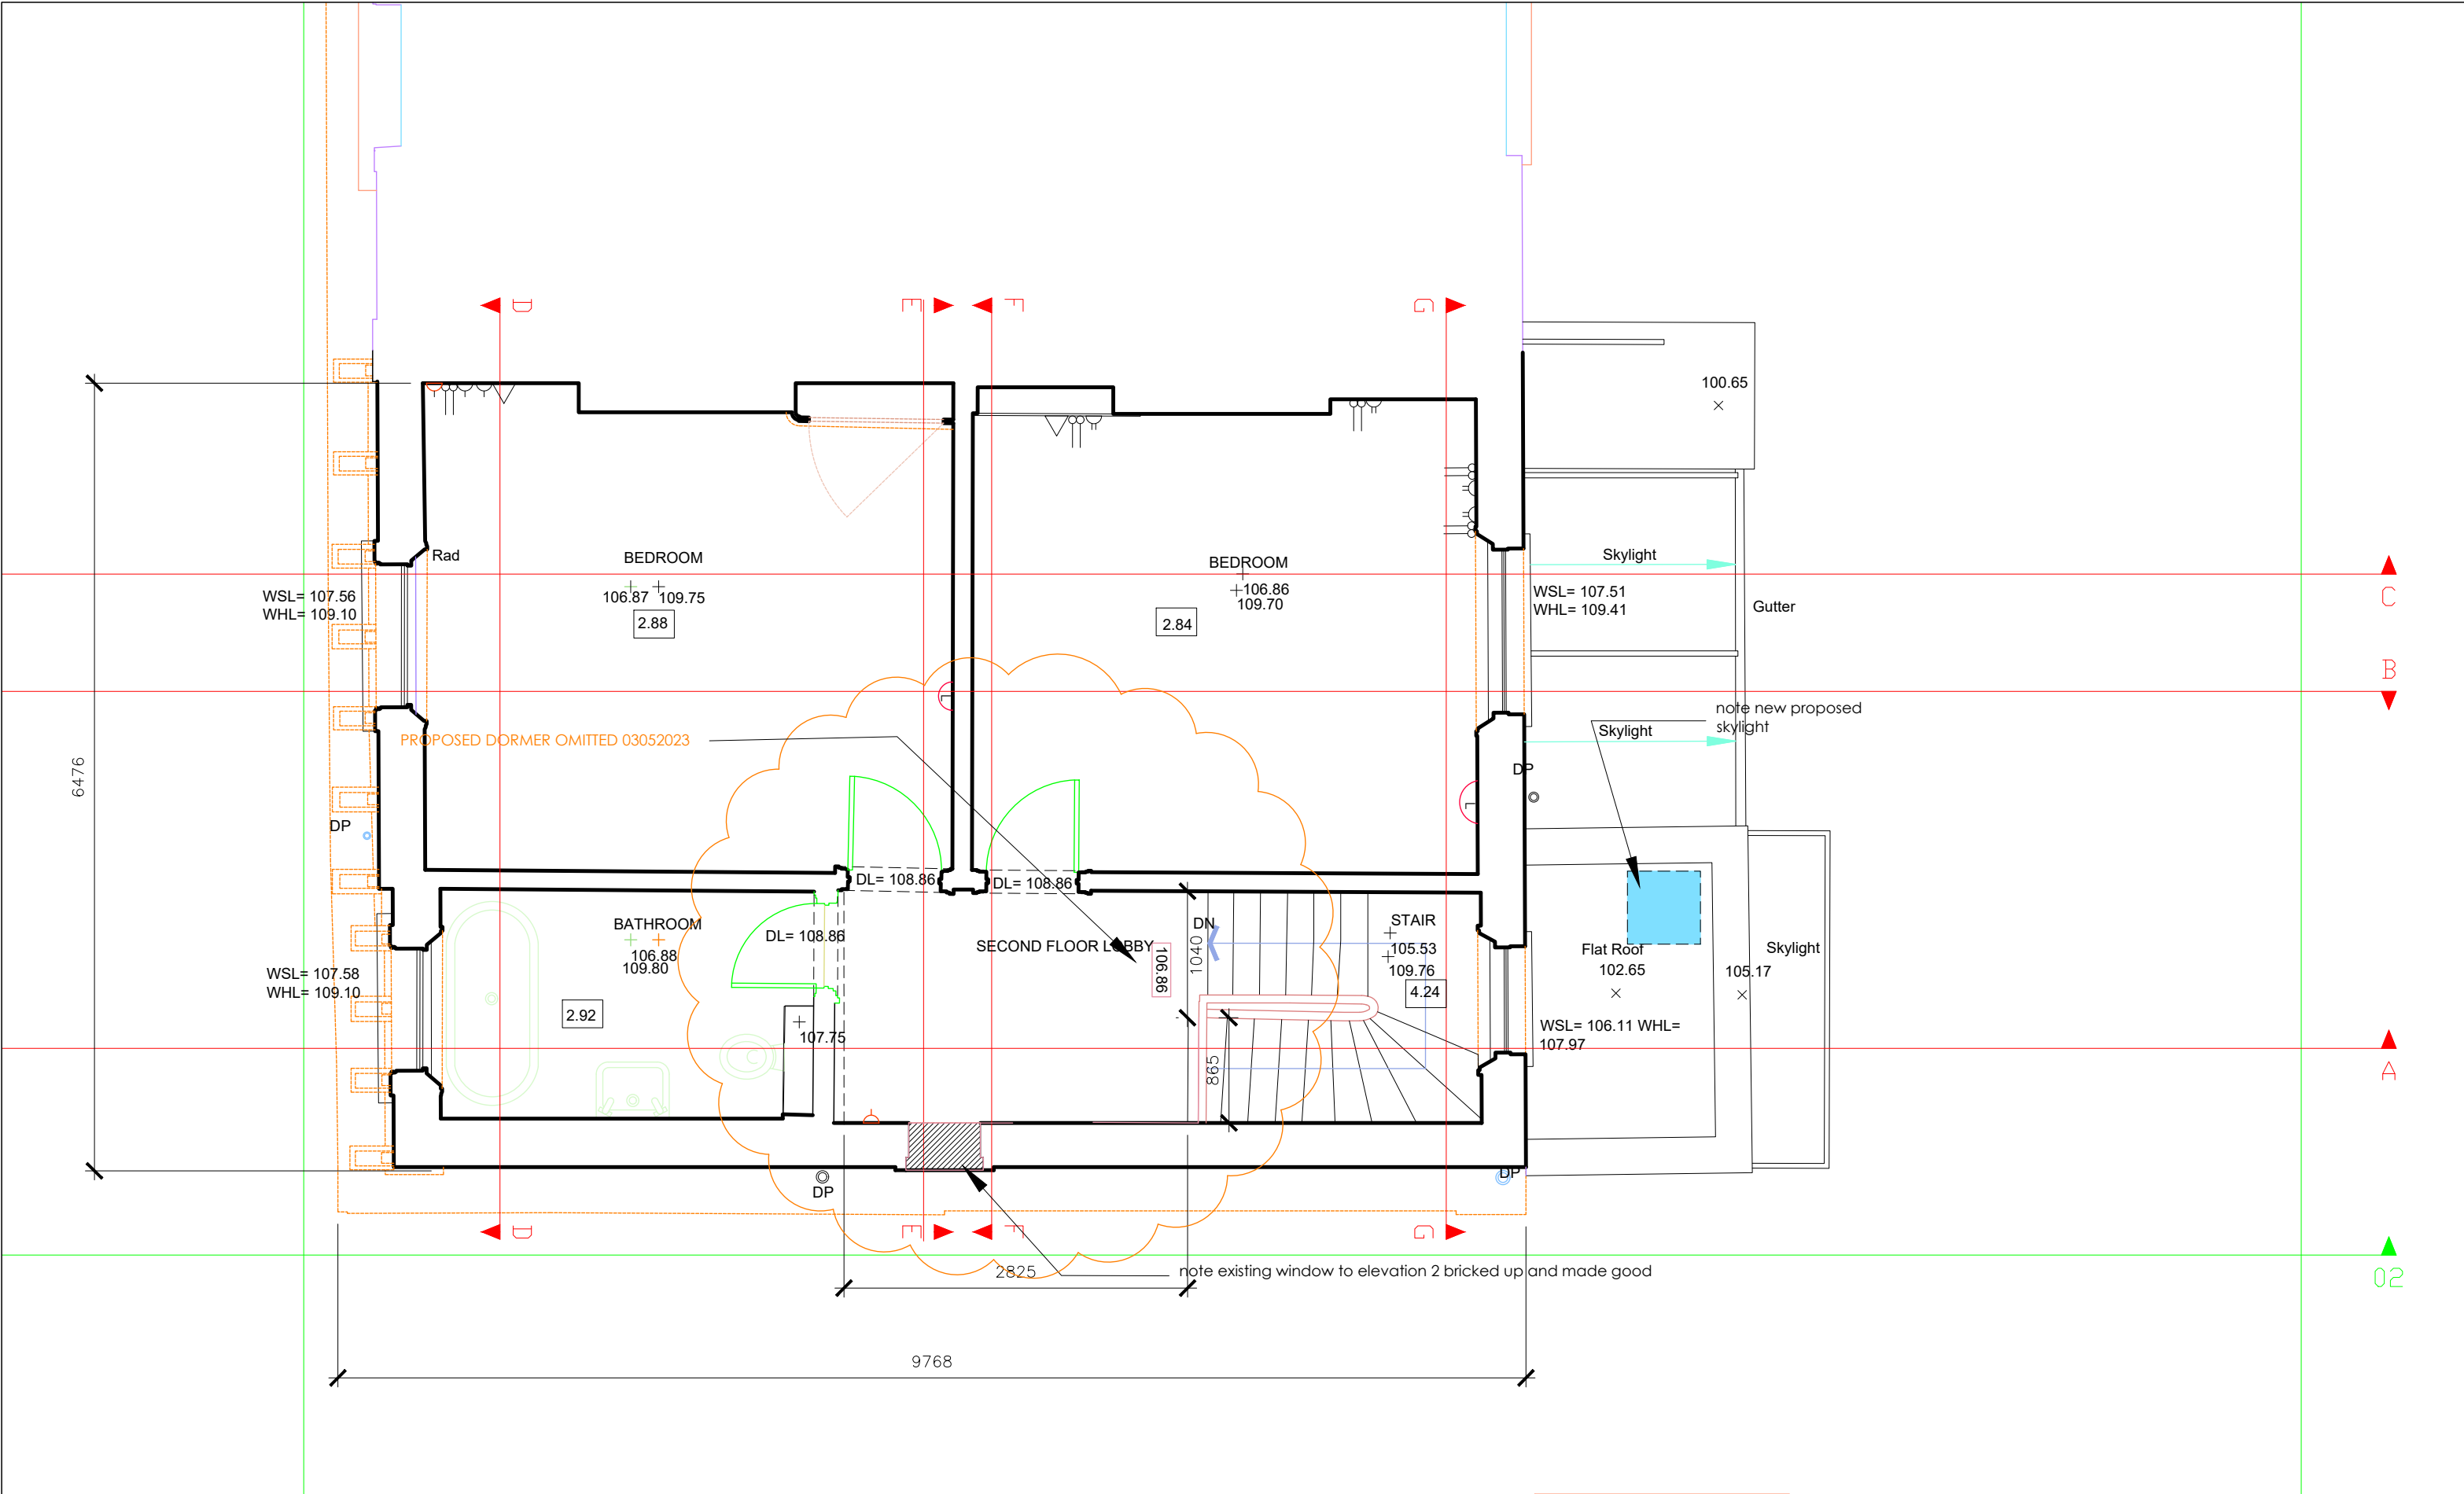 D
E
F
G
100.65
Rad
BEDROOM
106.87
109.75
2.88
BEDROOM
106.86
109.70
2.84
WSL= 107.56
WHL= 109.10
WSL= 107.51
WHL= 109.41
Skylight
Gutter
C
B
note new proposed
skylight
Skylight
PROPOSED DORMER OMITTED 03052023
6476
DP
DP
DL= 108.86
DL= 108.86
BATHROOM
DL= 108.86
106.88
109.80
2.92
107.75
SECOND FLOOR LOBBY
106.86
1040
DN
STAIR
105.53
109.76
4.24
865
Flat Roof
102.65
105.17
Skylight
WSL= 107.58
WHL= 109.10
WSL= 106.11 WHL=
107.97
A
DP
DP
D
E
F
G
2825
note existing window to elevation 2 bricked up and made good
02
9768